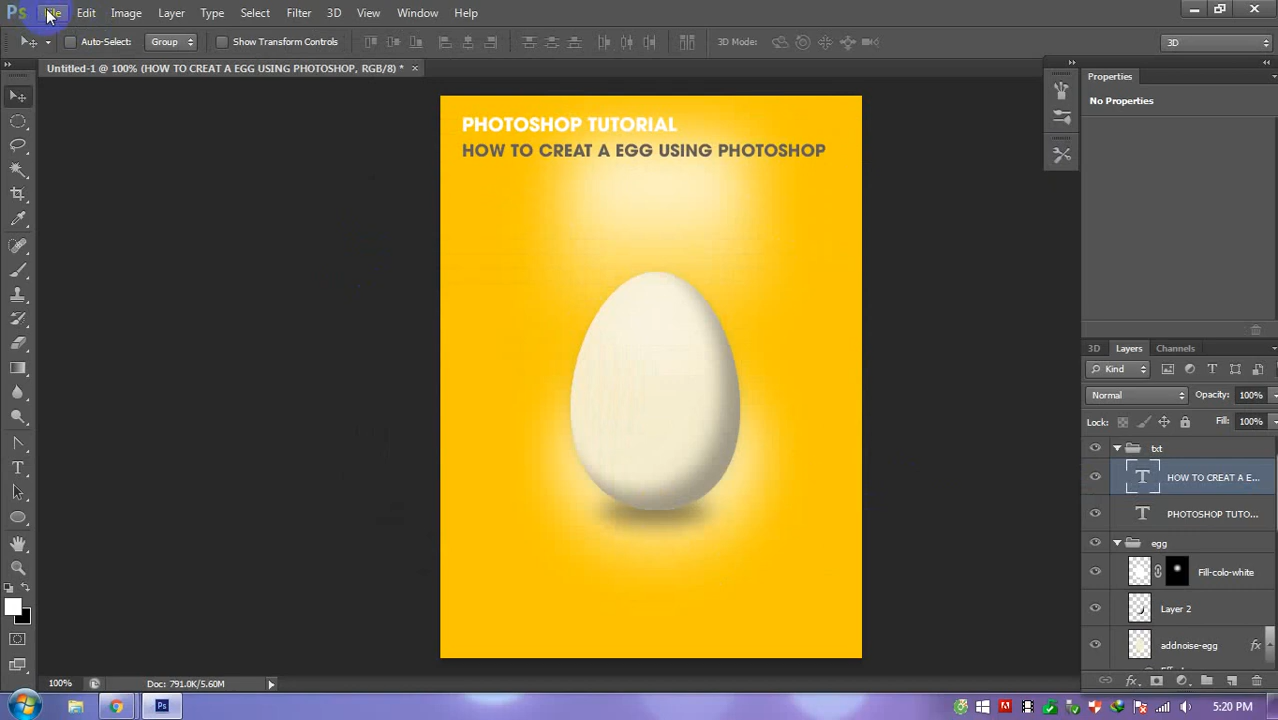 Ps File Edit Image Layer Type Select Filter 3D View Window Help
Auto-Select: Group Show Transform Controls 3D Mode: 3D
Untitled-1 @ 100% (HOW TO CREAT A EGG USING PHOTOSHOP, RGB/8) *
Properties
No Properties
PHOTOSHOP TUTORIAL
HOW TO CREAT A EGG USING PHOTOSHOP
3D Layers Channels
Kind
Normal Opacity: 100%
Lock: Fill: 100%
txt
HOW TO CREAT A E...
PHOTOSHOP TUTO...
egg
Fill-colo-white
Layer 2
addnoise-egg fx
100% Doc: 791.0K/5.60M
5:20 PM